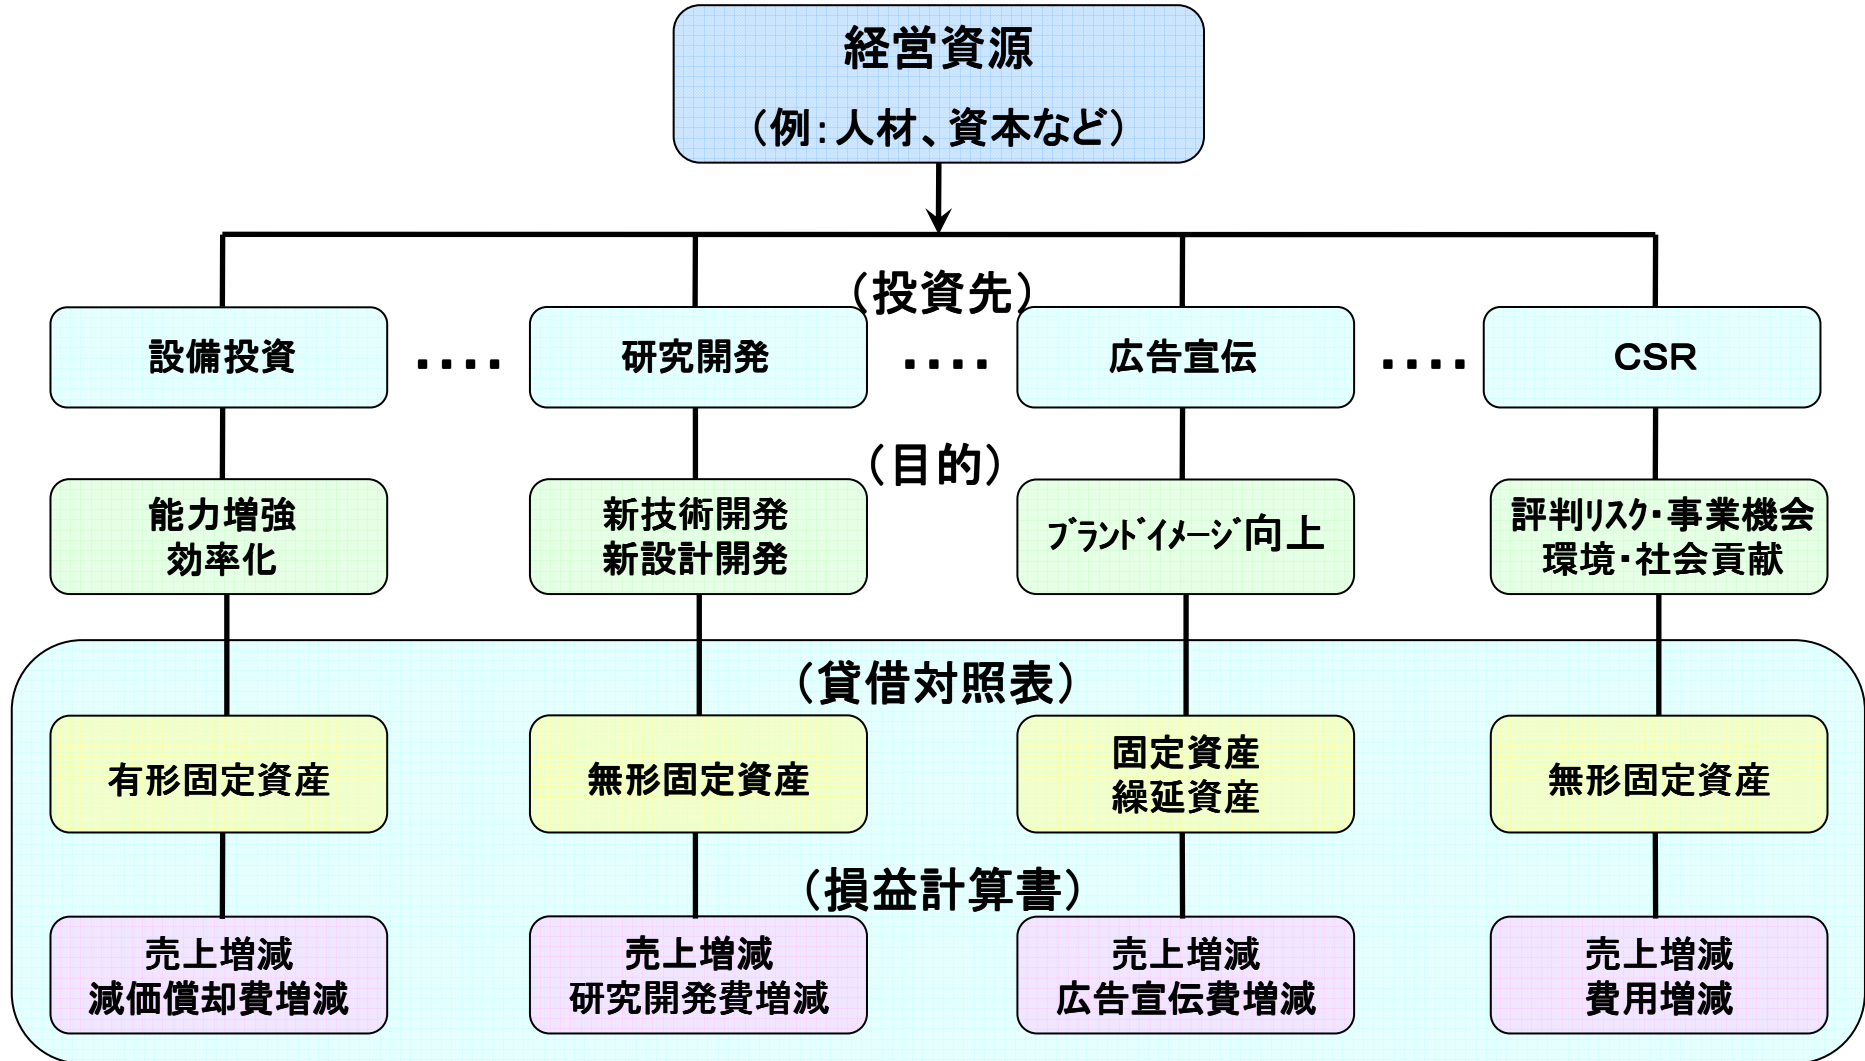 経営資源
（例：人材、資本など）
（投資先）
設備投資
‥‥
研究開発
‥‥
広告宣伝
‥‥
CSR
（目的）
能力増強
効率化
新技術開発
新設計開発
ﾌﾞﾗﾝﾄﾞｲﾒｰｼﾞ向上
評判ﾘｽｸ・事業機会
環境・社会貢献
（貸借対照表）
有形固定資産
無形固定資産
固定資産
繰延資産
無形固定資産
（損益計算書）
売上増減
減価償却費増減
売上増減
研究開発費増減
売上増減
広告宣伝費増減
売上増減
費用増減